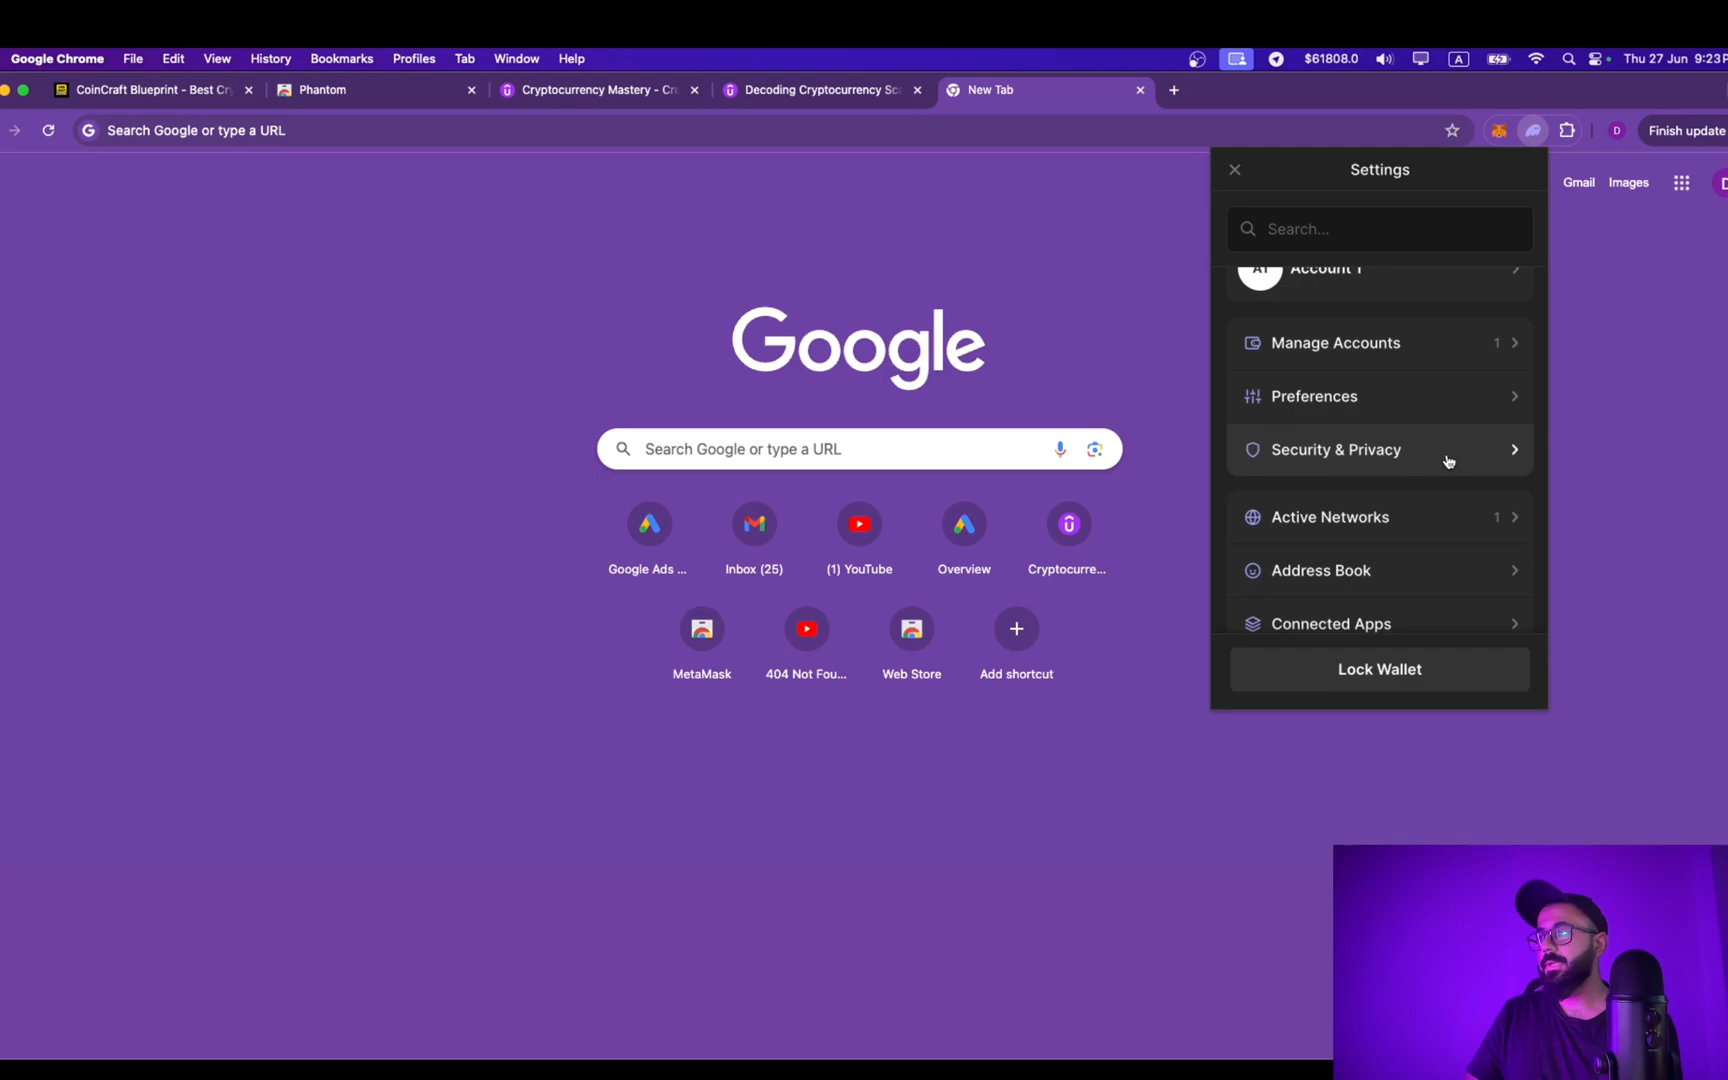 Google Chrome File Edit View History Bookmarks Profiles Tab Window Help $61808.0 A Thu 27 Jun 9:23P
CoinCraft Blueprint - Best Cr Phantom Cryptocurrency Mastery - Cr Decoding Cryptocurrency Sc New Tab
G Search Google or type a URL D Finish update
Settings
Gmail Images
Search...
A1 Account 1
Manage Accounts 1
Preferences
Security & Privacy
Active Networks 1
Address Book
Connected Apps
Lock Wallet
Google
Search Google or type a URL
Google Ads ... Inbox (25) (1) YouTube Overview Cryptocurre...
MetaMask 404 Not Fou... Web Store Add shortcut